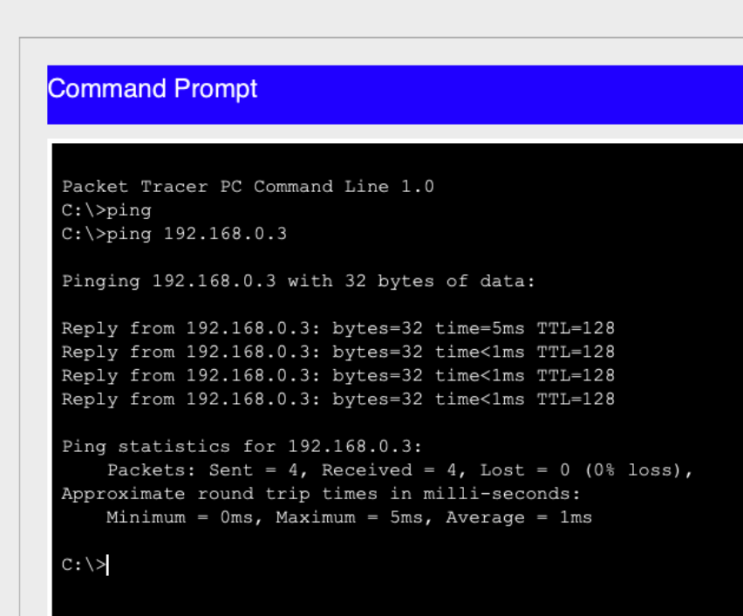 Command Prompt
Packet Tracer PC Command Line 1.0
C:\>ping
C:\>ping 192.168.0.3
Pinging 192.168.0.3 with 32 bytes of data:
Reply from 192.168.0.3: bytes=32 time=5ms TTL=128
Reply from 192.168.0.3: bytes=32 time<1ms TTL=128
Reply from 192.168.0.3: bytes=32 time<1ms TTL=128
Reply from 192.168.0.3: bytes=32 time<1ms TTL=128
Ping statistics for 192.168.0.3:
Packets: Sent = 4, Received = 4, Lost = 0 (0% loss),
Approximate round trip times in milli-seconds:
Minimum = 0ms, Maximum = 5ms, Average = 1ms
C:\>